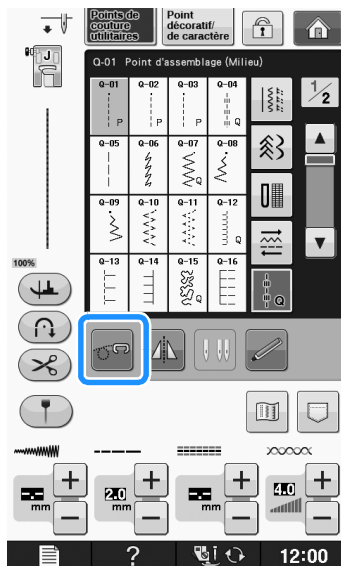 Points de couture utilitaires
Point décoratif/ de caractère
J
Q-01 Point d'assemblage (Milieu)
1/2
Q-01 Q-02 Q-03 Q-04
P P P Q
Q-05 Q-06 Q-07 Q-08
Q
Q-09 Q-10 Q-11 Q-12
Q
Q-13 Q-14 Q-15 Q-16
Q
Q
100%
-.- mm + −
2.0 mm + −
-.- mm + −
4.0 + −
? 12:00